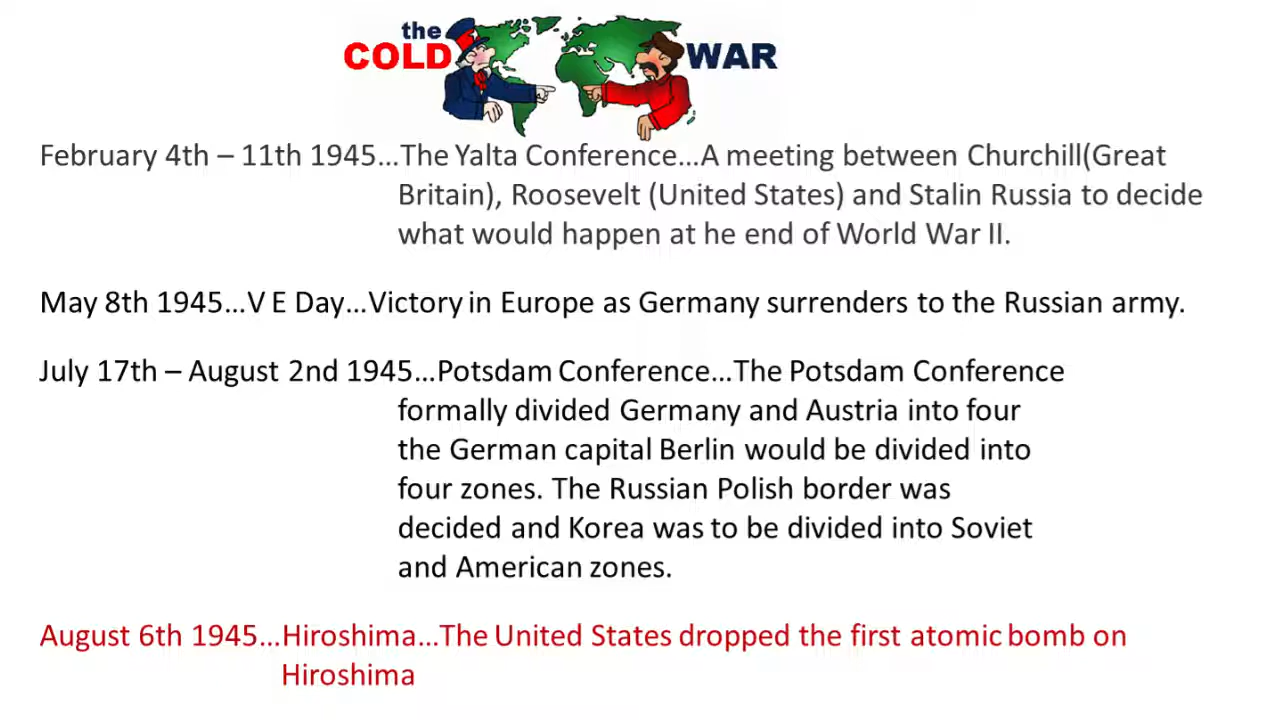 the
COLD WAR
February 4th – 11th 1945…The Yalta Conference…A meeting between Churchill(Great
Britain), Roosevelt (United States) and Stalin Russia to decide
what would happen at he end of World War II.
May 8th 1945…V E Day…Victory in Europe as Germany surrenders to the Russian army.
July 17th – August 2nd 1945…Potsdam Conference…The Potsdam Conference
formally divided Germany and Austria into four
the German capital Berlin would be divided into
four zones. The Russian Polish border was
decided and Korea was to be divided into Soviet
and American zones.
August 6th 1945…Hiroshima…The United States dropped the first atomic bomb on
Hiroshima